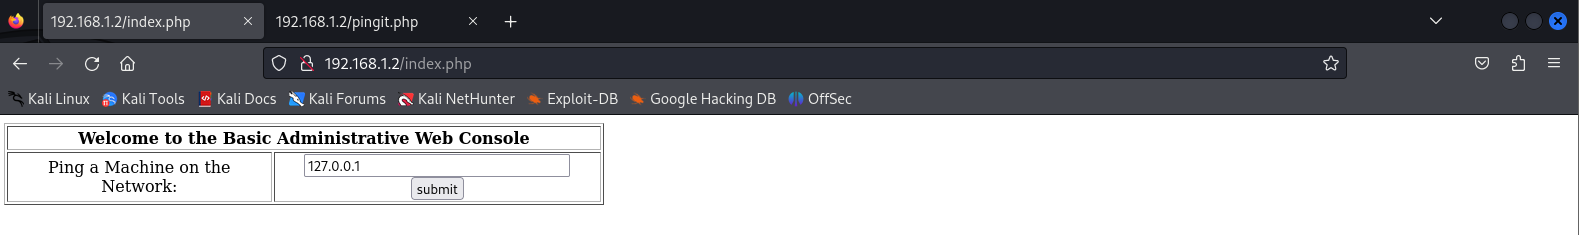 192.168.1.2/index.php
192.168.1.2/pingit.php
192.168.1.2/index.php
Kali Linux Kali Tools Kali Docs Kali Forums Kali NetHunter Exploit-DB Google Hacking DB OffSec
Welcome to the Basic Administrative Web Console
Ping a Machine on the
Network:
127.0.0.1
submit